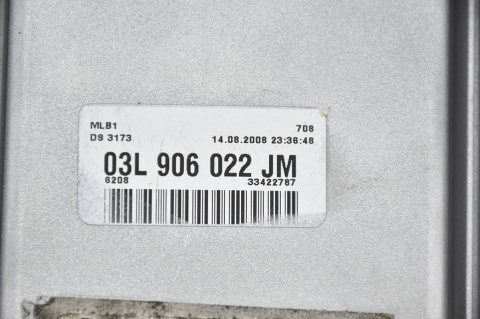 MLB1 708
DS 3173 14.08.2008 23:36:48
03L 906 022 JM
6208 33422787